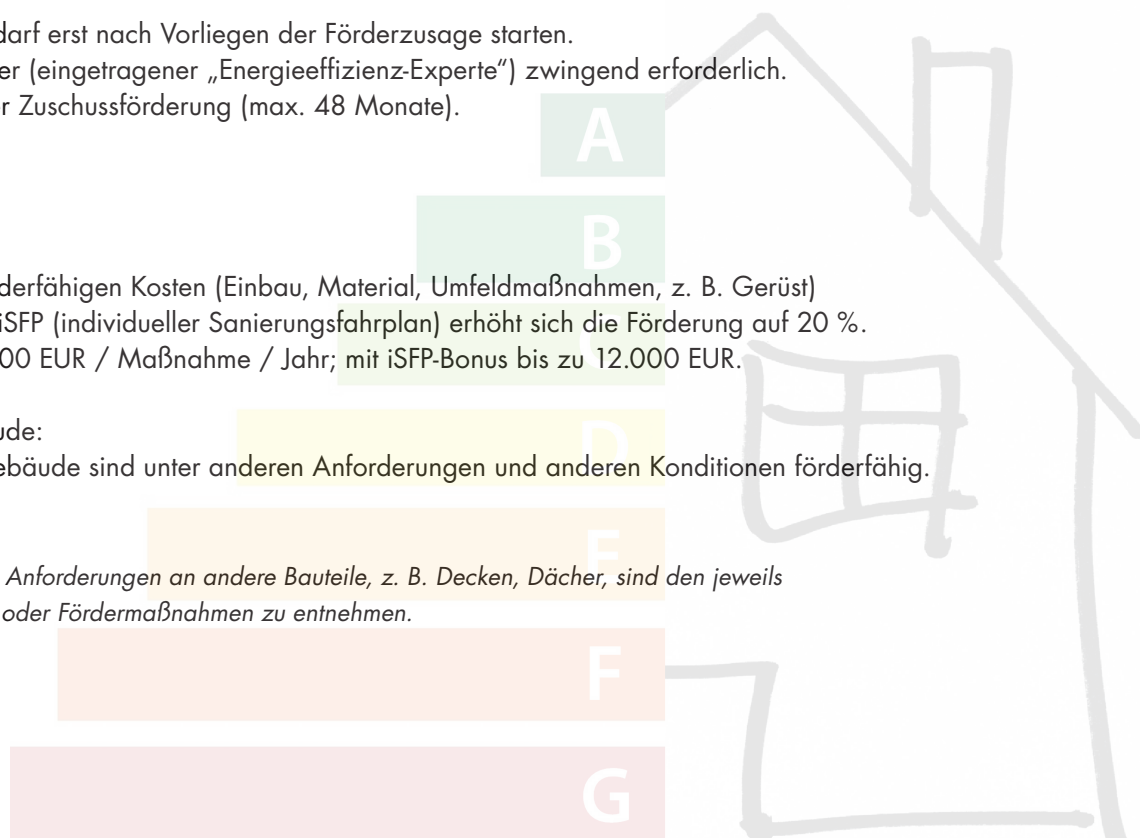 darf erst nach Vorliegen der Förderzusage starten.
er (eingetragener „Energieeffizienz-Experte“) zwingend erforderlich.
r Zuschussförderung (max. 48 Monate).
A
B
derfähigen Kosten (Einbau, Material, Umfeldmaßnahmen, z. B. Gerüst)
iSFP (individueller Sanierungsfahrplan) erhöht sich die Förderung auf 20 %.
C
00 EUR / Maßnahme / Jahr; mit iSFP-Bonus bis zu 12.000 EUR.
ude:
D
ebäude sind unter anderen Anforderungen und anderen Konditionen förderfähig.
E
Anforderungen an andere Bauteile, z. B. Decken, Dächer, sind den jeweils
oder Fördermaßnahmen zu entnehmen.
F
G